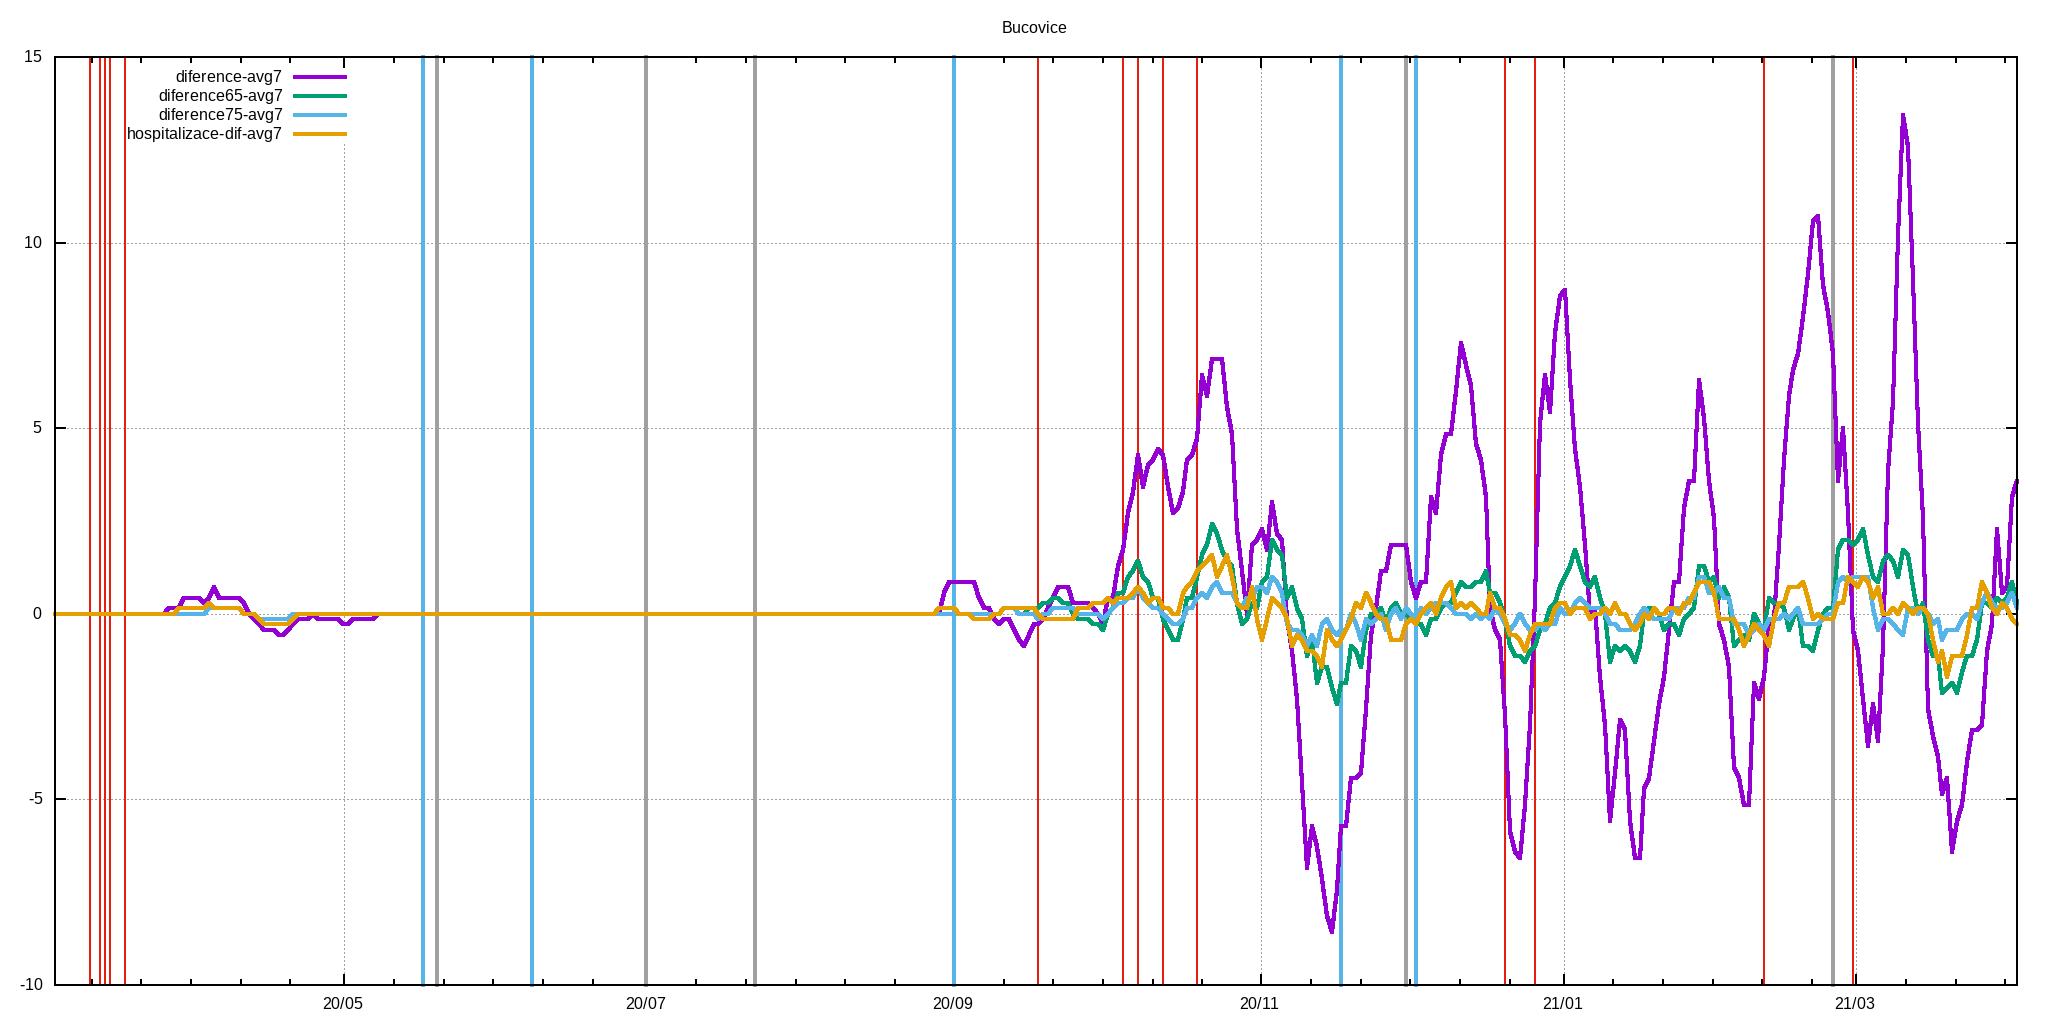 Bucovice
diference-avg7
diference65-avg7
diference75-avg7
hospitalizace-dif-avg7
15
10
5
0
-5
-10
20/05 20/07 20/09 20/11 21/01 21/03